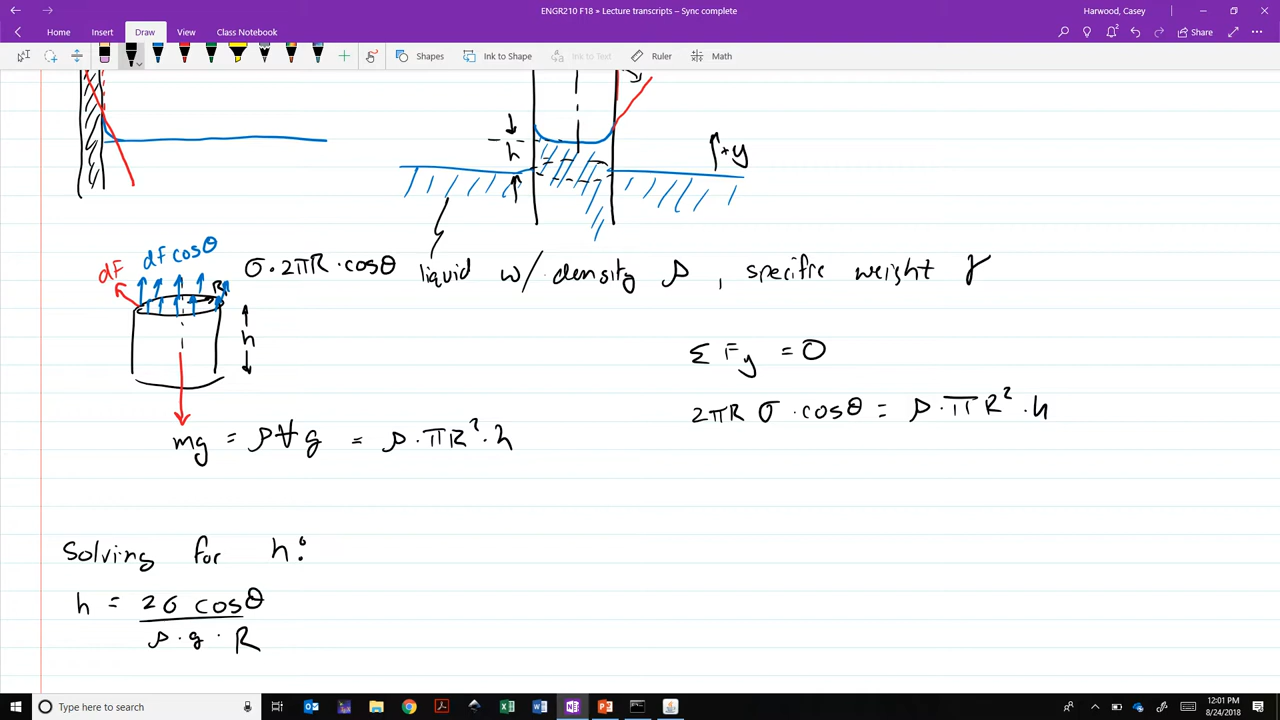 ENGR210 F18 » Lecture transcripts – Sync complete
Harwood, Casey
Home Insert Draw View Class Notebook
Share
Shapes Ink to Shape Ink to Text Ruler Math
h
+y
dF
df cosθ
σ·2πR·cosθ
liquid w/ density ρ , specific weight γ
R
h
Σ Fy = 0
2πR σ · cosθ = ρ·πR²·h
mg = ρ∀g = ρ·πR²·h
Solving for h:
h = 2σ cosθ
ρ·g·R
Type here to search
12:01 PM
8/24/2018